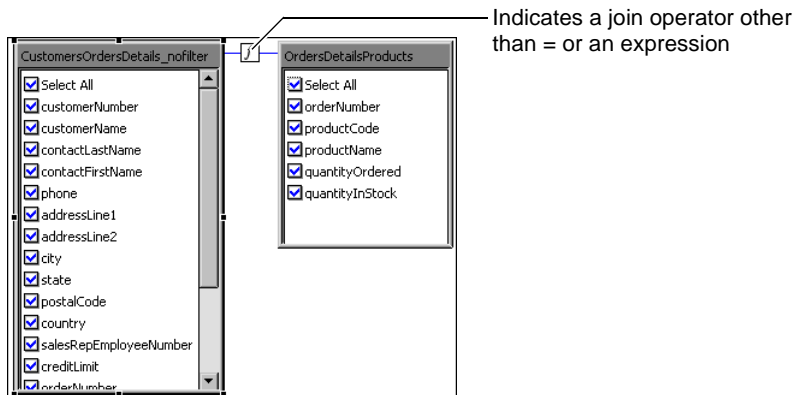 Indicates a join operator other
than = or an expression
CustomersOrdersDetails_nofilter
Select All
customerNumber
customerName
contactLastName
contactFirstName
phone
addressLine1
addressLine2
city
state
postalCode
country
salesRepEmployeeNumber
creditLimit
orderNumber
f
OrdersDetailsProducts
Select All
orderNumber
productCode
productName
quantityOrdered
quantityInStock